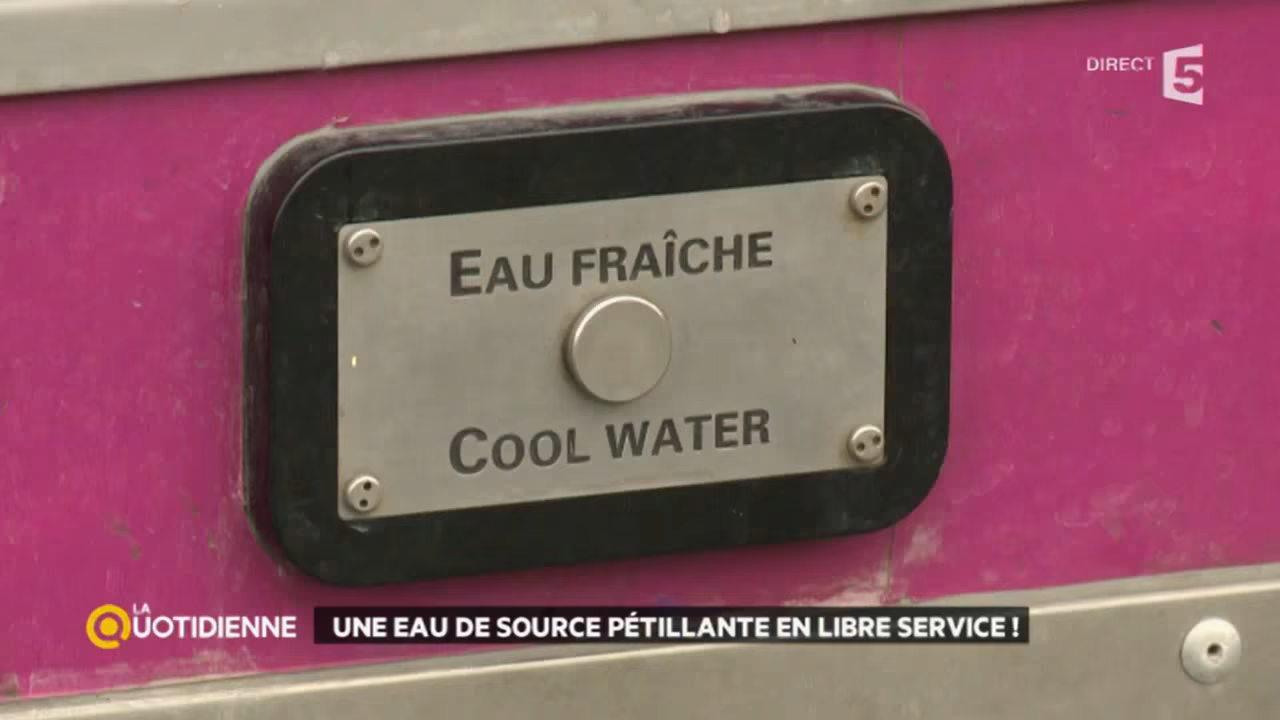 DIRECT 5
EAU FRAÎCHE
COOL WATER
LA
QUOTIDIENNE
UNE EAU DE SOURCE PÉTILLANTE EN LIBRE SERVICE !